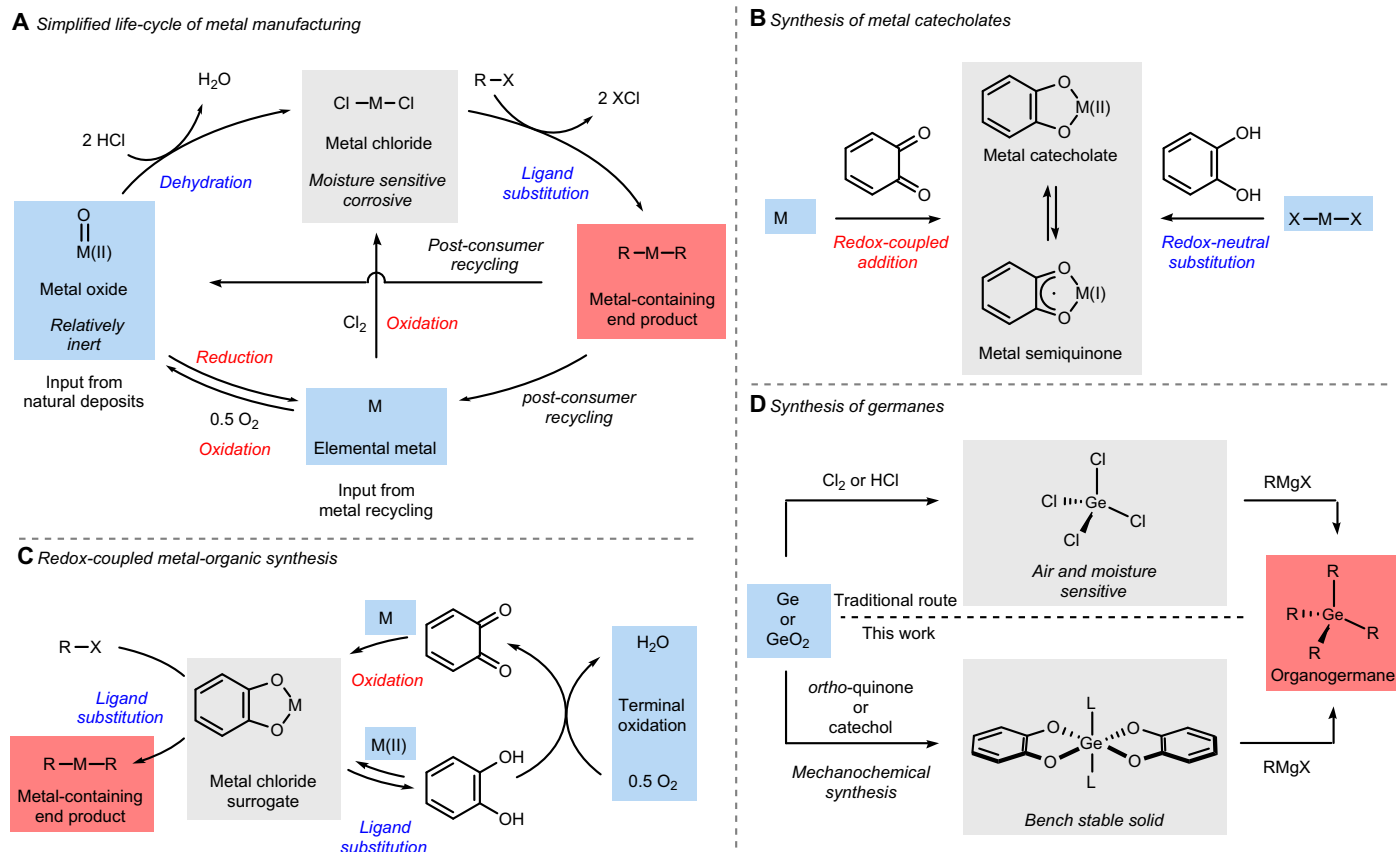 A Simplified life-cycle of metal manufacturing
H2O
2 HCl
Dehydration
Cl–M–Cl
Metal chloride
Moisture sensitive
corrosive
R–X
2 XCl
Ligand
substitution
O
M(II)
Metal oxide
Relatively
inert
Input from
natural deposits
Post-consumer
recycling
R–M–R
Metal-containing
end product
Cl2
Oxidation
Reduction
0.5 O2
Oxidation
M
Elemental metal
Input from
metal recycling
post-consumer
recycling
B Synthesis of metal catecholates
M
O
O
Redox-coupled
addition
O
M(II)
O
Metal catecholate
O
M(I)
O
Metal semiquinone
OH
OH
Redox-neutral
substitution
X–M–X
C Redox-coupled metal-organic synthesis
R–X
Ligand
substitution
R–M–R
Metal-containing
end product
O
M
O
Metal chloride
surrogate
M
Oxidation
O
O
M(II)
Ligand
substitution
OH
OH
H2O
Terminal
oxidation
0.5 O2
D Synthesis of germanes
Ge
or
GeO2
Cl2 or HCl
Cl
Cl
Ge
Cl
Cl
Air and moisture
sensitive
RMgX
Traditional route
This work
R
R
Ge
R
R
Organogermane
ortho-quinone
or
catechol
Mechanochemical
synthesis
L
O
O
Ge
O
O
L
Bench stable solid
RMgX